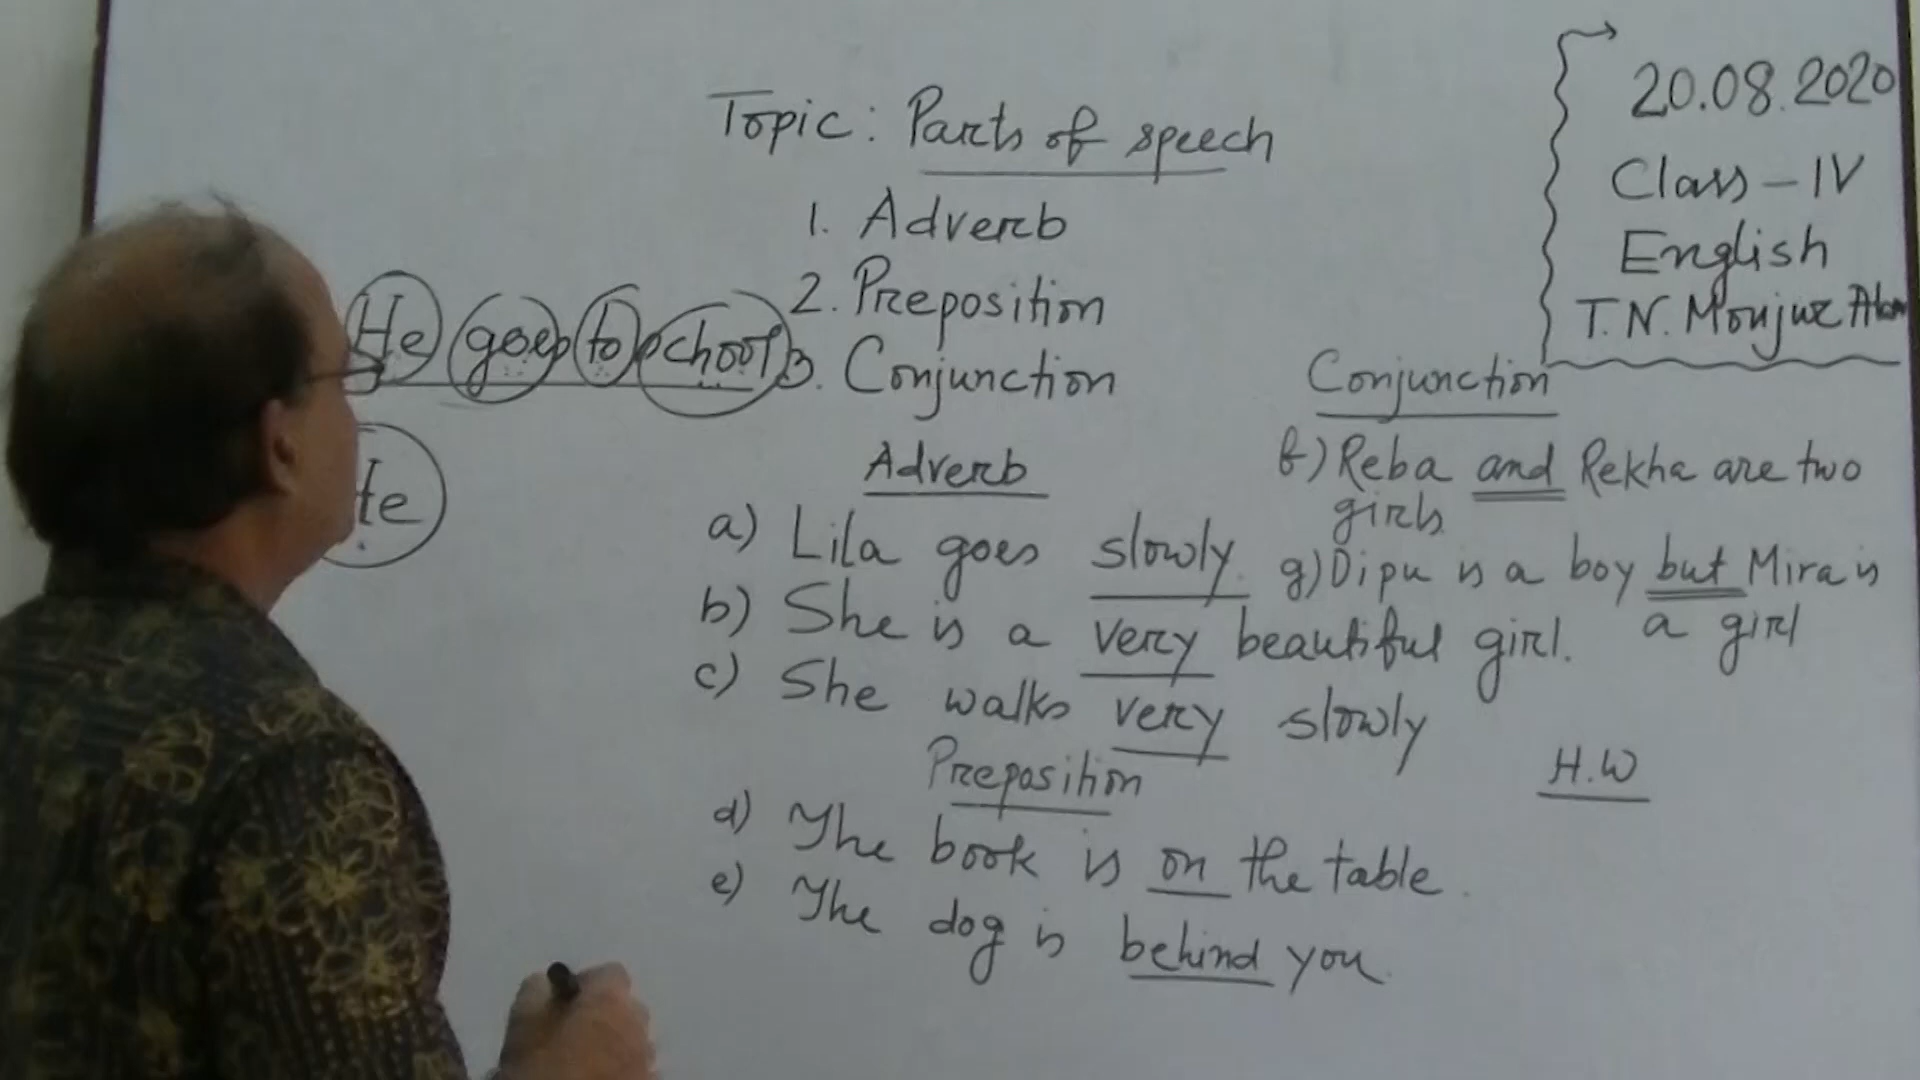 20.08.2020
Class - IV
English
T.N. Monjur Alam
Topic: Parts of speech
1. Adverb
2. Preposition
3. Conjunction
He goes to school
He
Adverb
a) Lila goes slowly.
b) She is a very beautiful girl.
c) She walks very slowly
Preposition
d) The book is on the table.
e) The dog is behind you.
Conjunction
f) Reba and Rekha are two
girls
g) Dipu is a boy but Mira is
a girl
H.W